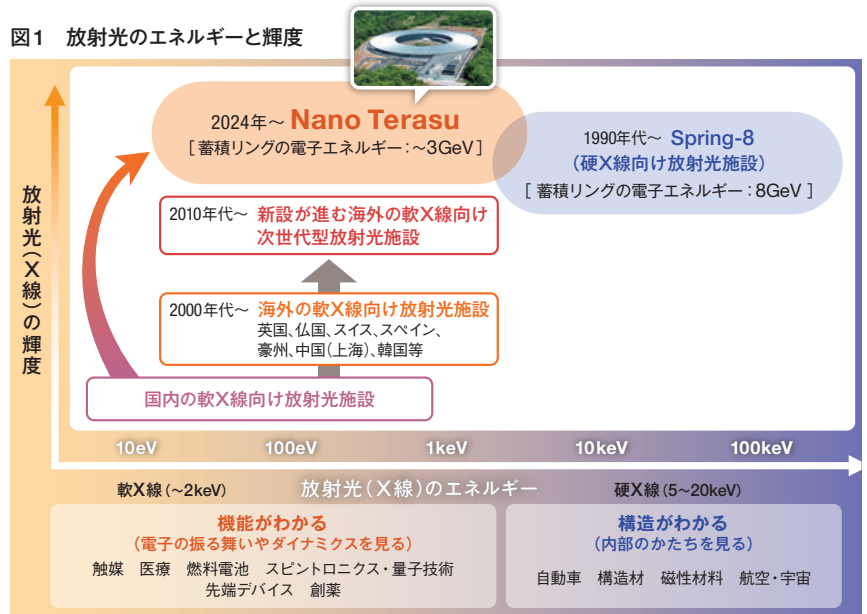 図1 放射光のエネルギーと輝度
2024年～ Nano Terasu
[ 蓄積リングの電子エネルギー：～3GeV ]
1990年代～ Spring-8
（硬X線向け放射光施設）
[ 蓄積リングの電子エネルギー：8GeV ]
放射光（X線）の輝度
2010年代～ 新設が進む海外の軟X線向け
次世代型放射光施設
2000年代～ 海外の軟X線向け放射光施設
英国、仏国、スイス、スペイン、
豪州、中国（上海）、韓国等
国内の軟X線向け放射光施設
10eV 100eV 1keV 10keV 100keV
軟X線（～2keV） 放射光（X線）のエネルギー 硬X線（5～20keV）
機能がわかる
（電子の振る舞いやダイナミクスを見る）
触媒 医療 燃料電池 スピントロニクス・量子技術
先端デバイス 創薬
構造がわかる
（内部のかたちを見る）
自動車 構造材 磁性材料 航空・宇宙